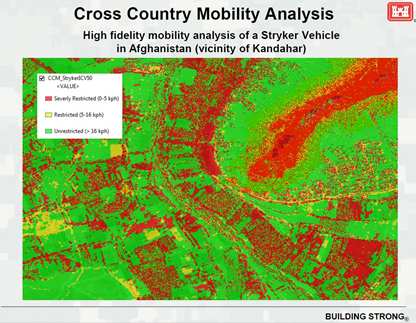 Cross Country Mobility Analysis
High fidelity mobility analysis of a Stryker Vehicle
in Afghanistan (vicinity of Kandahar)
CCM_StrykerICV50
<VALUE>
Severly Restricted (0-5 kph)
Restricted (5-16 kph)
Unrestricted (> 16 kph)
BUILDING STRONG®